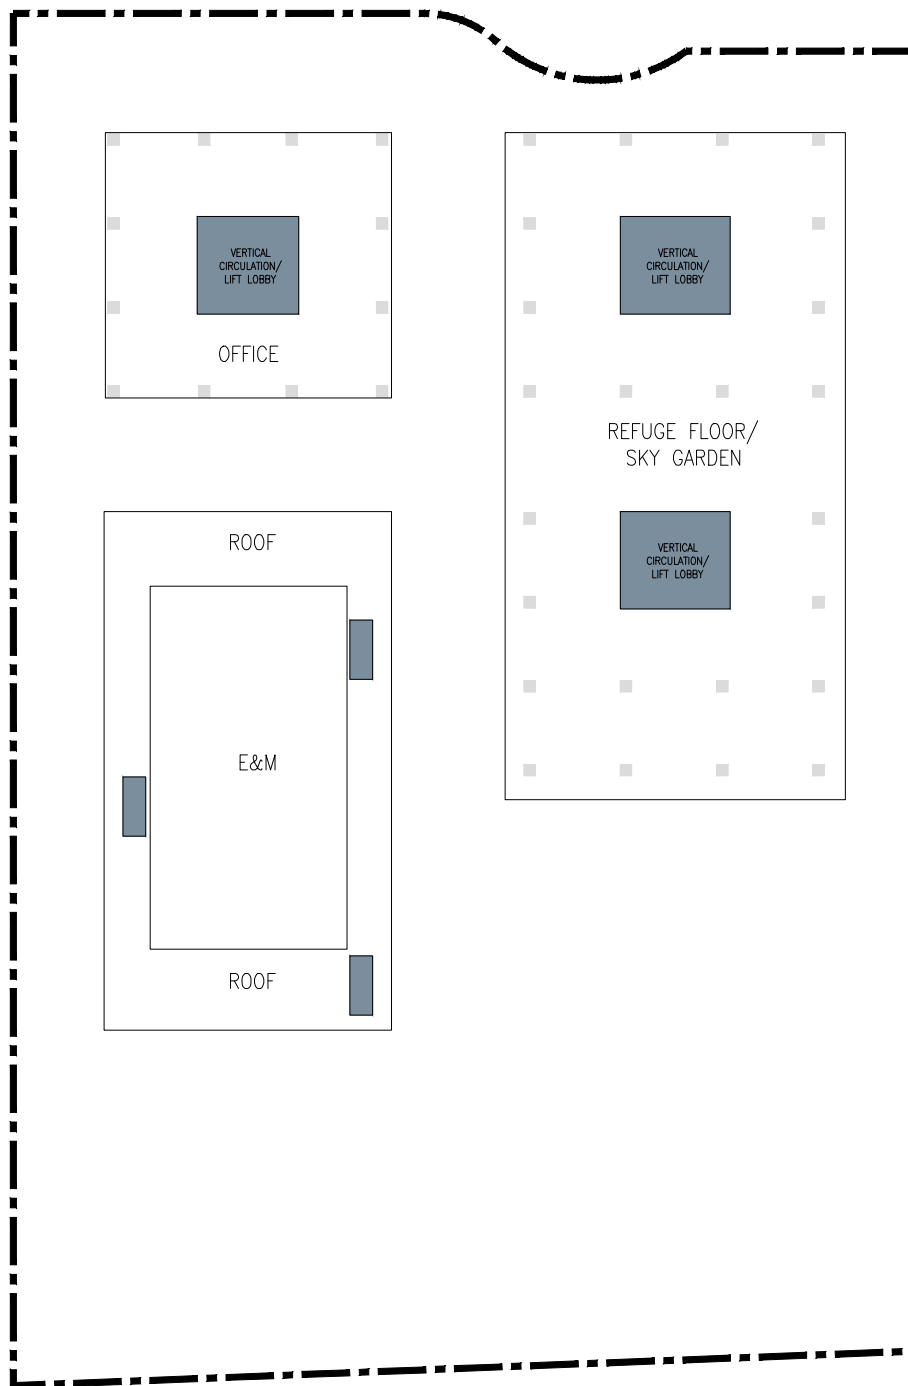 VERTICAL
CIRCULATION/
LIFT LOBBY
OFFICE
VERTICAL
CIRCULATION/
LIFT LOBBY
REFUGE FLOOR/
SKY GARDEN
VERTICAL
CIRCULATION/
LIFT LOBBY
ROOF
E&M
ROOF